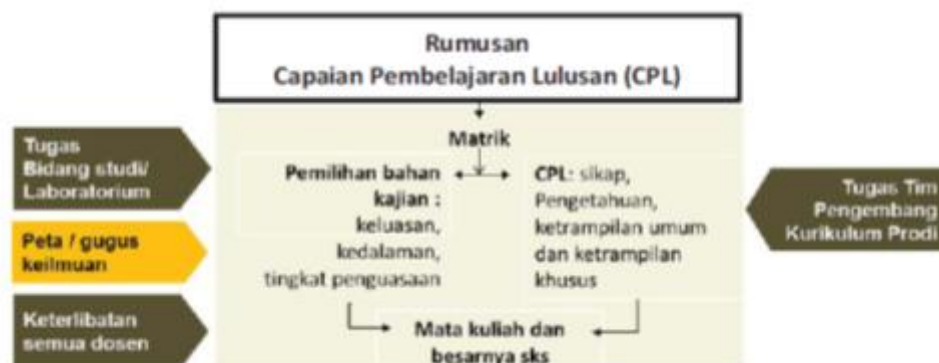 Rumusan
Capaian Pembelajaran Lulusan (CPL)
Matrik
Tugas
Bidang studi/
Laboratorium
Peta / gugus
keilmuan
Keterlibatan
semua dosen
Pemilihan bahan
kajian :
keluasan,
kedalaman,
tingkat penguasaan
CPL: sikap,
Pengetahuan,
ketrampilan umum
dan ketrampilan
khusus
Tugas Tim
Pengembang
Kurikulum Prodi
Mata kuliah dan
besarnya sks